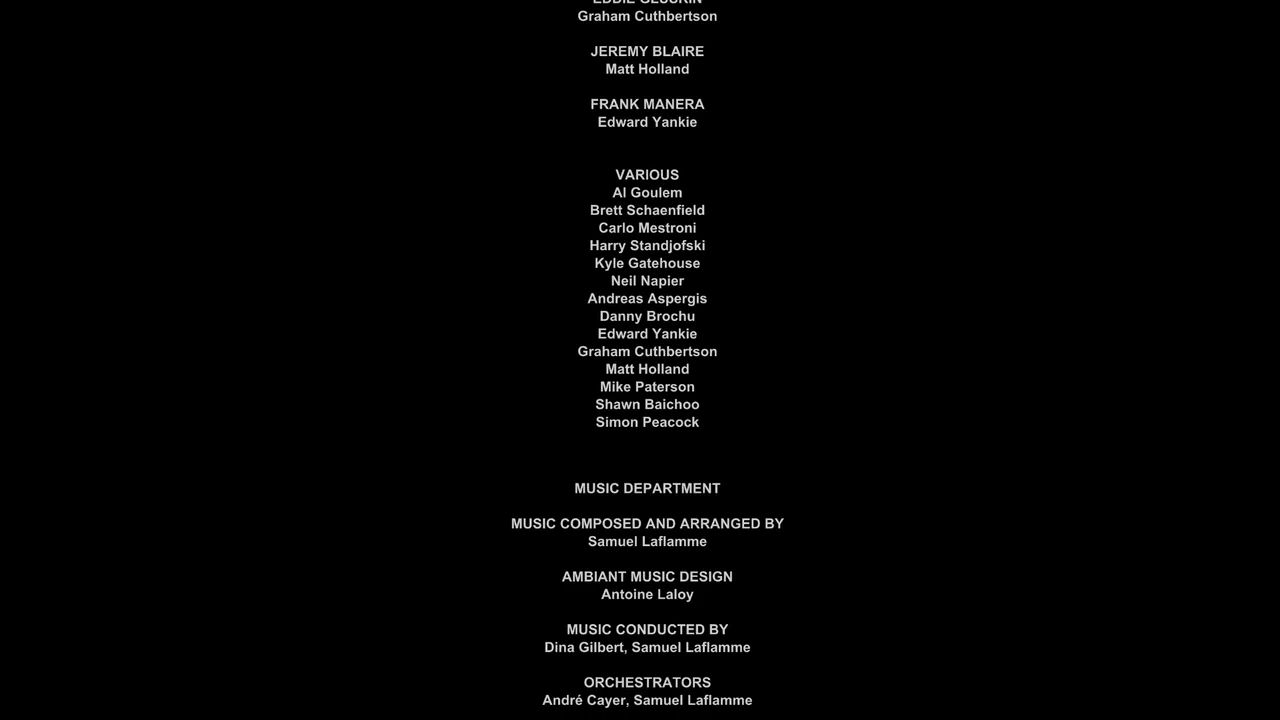 EDDIE GLUSKIN
Graham Cuthbertson
JEREMY BLAIRE
Matt Holland
FRANK MANERA
Edward Yankie
VARIOUS
Al Goulem
Brett Schaenfield
Carlo Mestroni
Harry Standjofski
Kyle Gatehouse
Neil Napier
Andreas Aspergis
Danny Brochu
Edward Yankie
Graham Cuthbertson
Matt Holland
Mike Paterson
Shawn Baichoo
Simon Peacock
MUSIC DEPARTMENT
MUSIC COMPOSED AND ARRANGED BY
Samuel Laflamme
AMBIANT MUSIC DESIGN
Antoine Laloy
MUSIC CONDUCTED BY
Dina Gilbert, Samuel Laflamme
ORCHESTRATORS
André Cayer, Samuel Laflamme